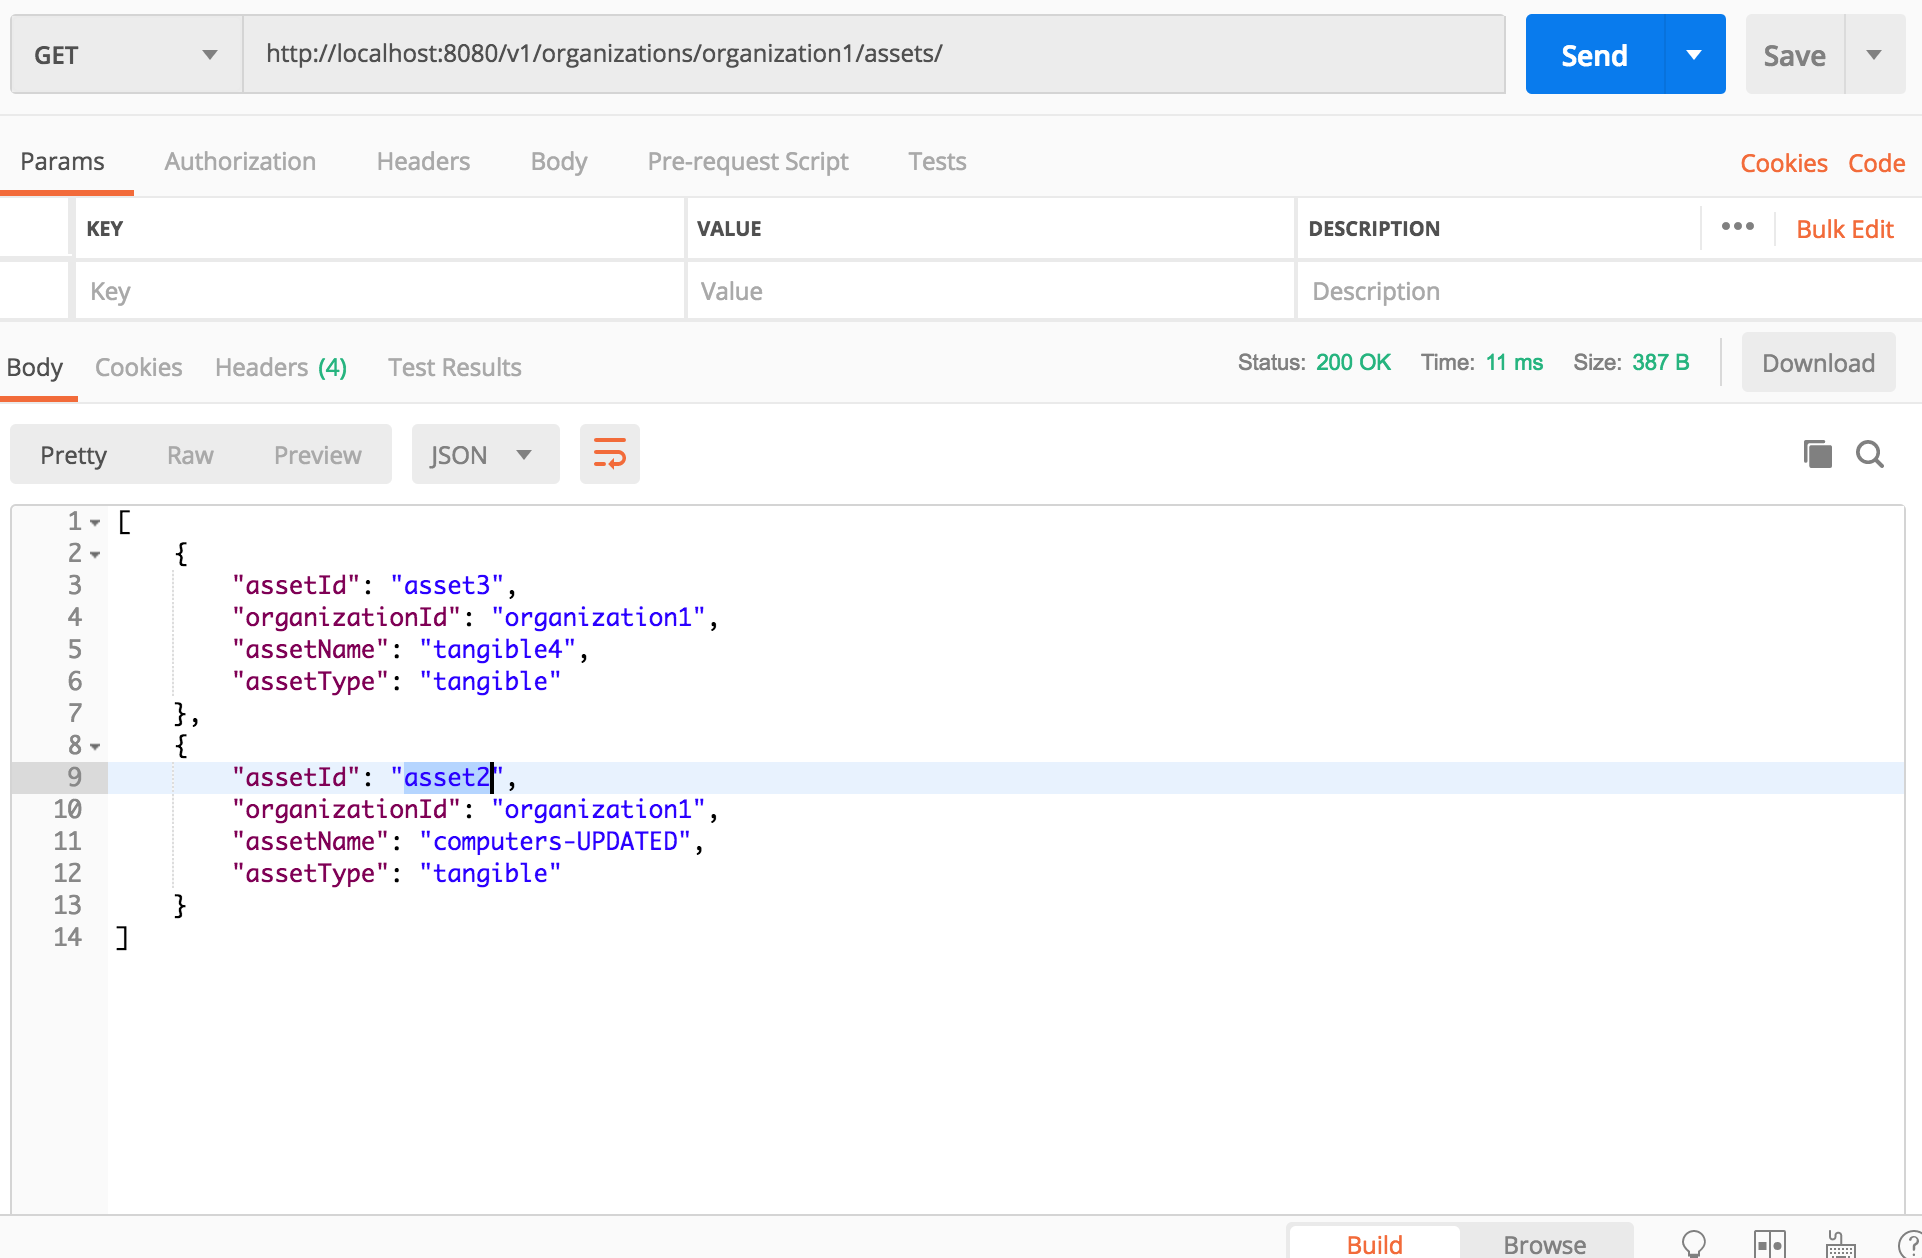 GET http://localhost:8080/v1/organizations/organization1/assets/ Send Save
Params Authorization Headers Body Pre-request Script Tests Cookies Code
KEY VALUE DESCRIPTION ••• Bulk Edit
Key Value Description
Body Cookies Headers (4) Test Results Status: 200 OK Time: 11 ms Size: 387 B Download
Pretty Raw Preview JSON
1 [
2 {
3 "assetId": "asset3",
4 "organizationId": "organization1",
5 "assetName": "tangible4",
6 "assetType": "tangible"
7 },
8 {
9 "assetId": "asset2",
10 "organizationId": "organization1",
11 "assetName": "computers-UPDATED",
12 "assetType": "tangible"
13 }
14 ]
Build Browse